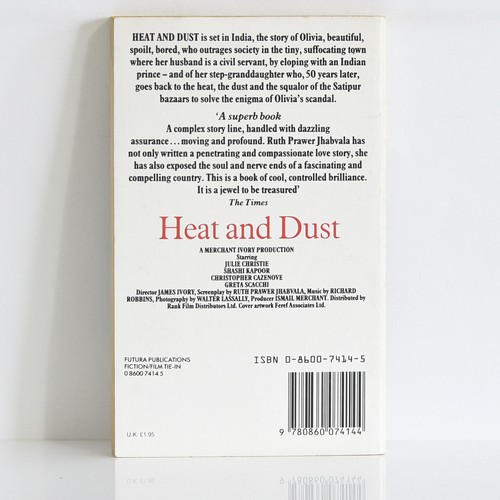 HEAT AND DUST is set in India, the story of Olivia, beautiful,
spoilt, bored, who outrages society in the tiny, suffocating town
where her husband is a civil servant, by eloping with an Indian
prince – and of her step-granddaughter who, 50 years later,
goes back to the heat, the dust and the squalor of the Satipur
bazaars to solve the enigma of Olivia's scandal.
'A superb book
A complex story line, handled with dazzling
assurance . . . moving and profound. Ruth Prawer Jhabvala has
not only written a penetrating and compassionate love story, she
has also exposed the soul and nerve ends of a fascinating and
compelling country. This is a book of cool, controlled brilliance.
It is a jewel to be treasured'
The Times
Heat and Dust
A MERCHANT IVORY PRODUCTION
Starring
JULIE CHRISTIE
SHASHI KAPOOR
CHRISTOPHER CAZENOVE
GRETA SCACCHI
Director JAMES IVORY, Screenplay by RUTH PRAWER JHABVALA, Music by RICHARD
ROBBINS, Photography by WALTER LASSALLY, Producer ISMAIL MERCHANT. Distributed by
Rank Film Distributors Ltd. Cover artwork Feref Associates Ltd.
FUTURA PUBLICATIONS
FICTION/FILM TIE-IN
0 8600 7414 5
ISBN 0-8600-7414-5
9 780860 074144
U.K. £1.95